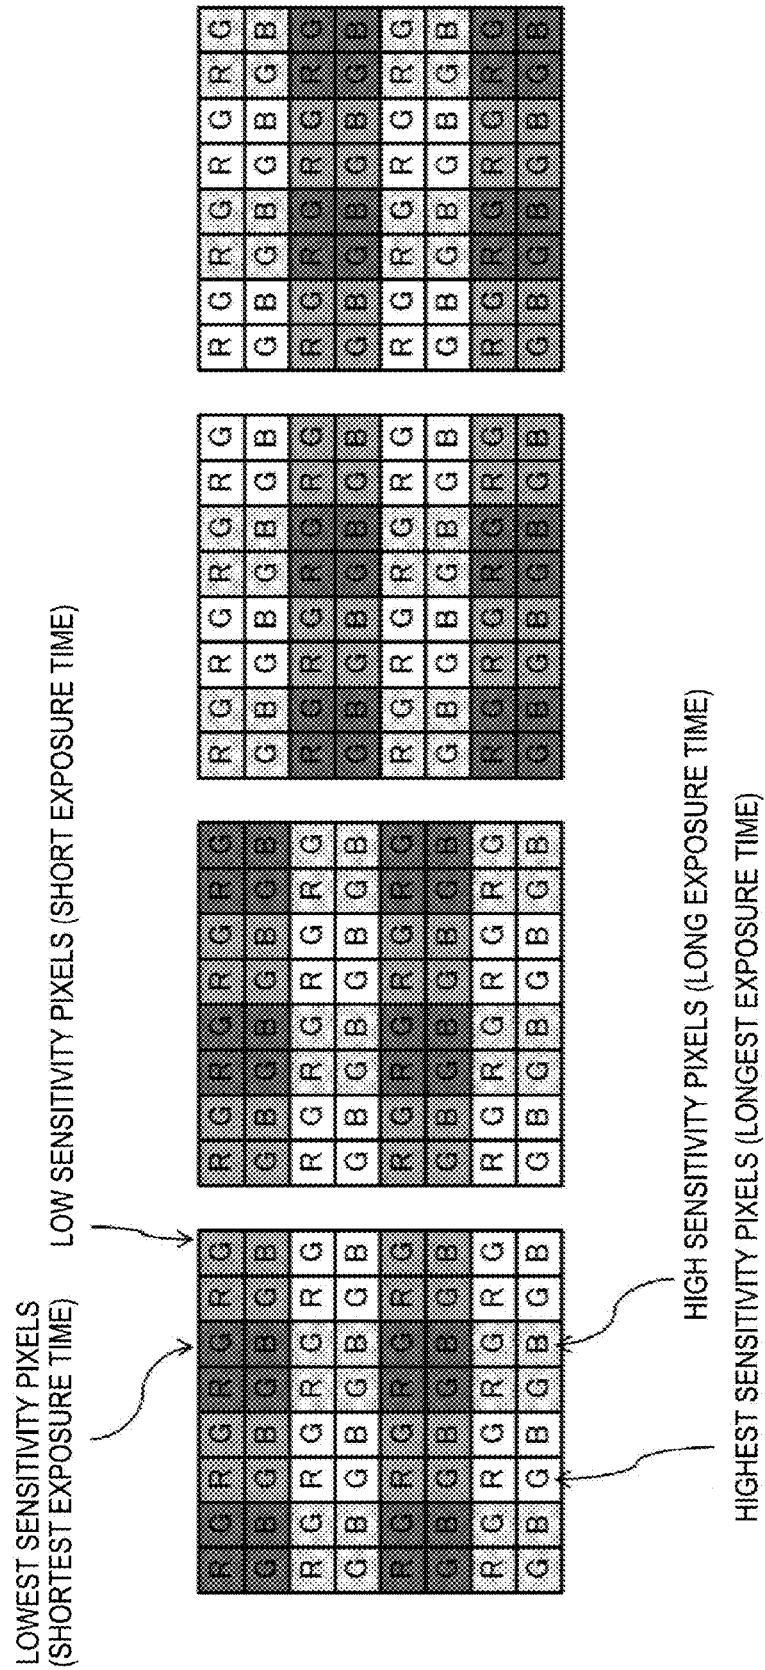 LOWEST SENSITIVITY PIXELS
(SHORTEST EXPOSURE TIME)
LOW SENSITIVITY PIXELS (SHORT EXPOSURE TIME)
R G R G R G R G
G B G B G B G B
R G R G R G R G
G B G B G B G B
R G R G R G R G
G B G B G B G B
R G R G R G R G
G B G B G B G B
R G R G R G R G
G B G B G B G B
R G R G R G R G
G B G B G B G B
R G R G R G R G
G B G B G B G B
R G R G R G R G
G B G B G B G B
R G R G R G R G
G B G B G B G B
R G R G R G R G
G B G B G B G B
R G R G R G R G
G B G B G B G B
R G R G R G R G
G B G B G B G B
R G R G R G R G
G B G B G B G B
R G R G R G R G
G B G B G B G B
R G R G R G R G
G B G B G B G B
R G R G R G R G
G B G B G B G B
HIGH SENSITIVITY PIXELS (LONG EXPOSURE TIME)
HIGHEST SENSITIVITY PIXELS (LONGEST EXPOSURE TIME)